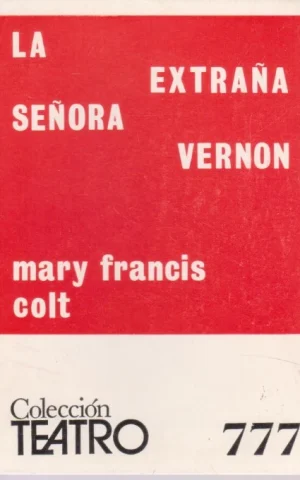 LA
EXTRAÑA
SEÑORA
VERNON
mary francis
colt
Colección
TEATRO
777